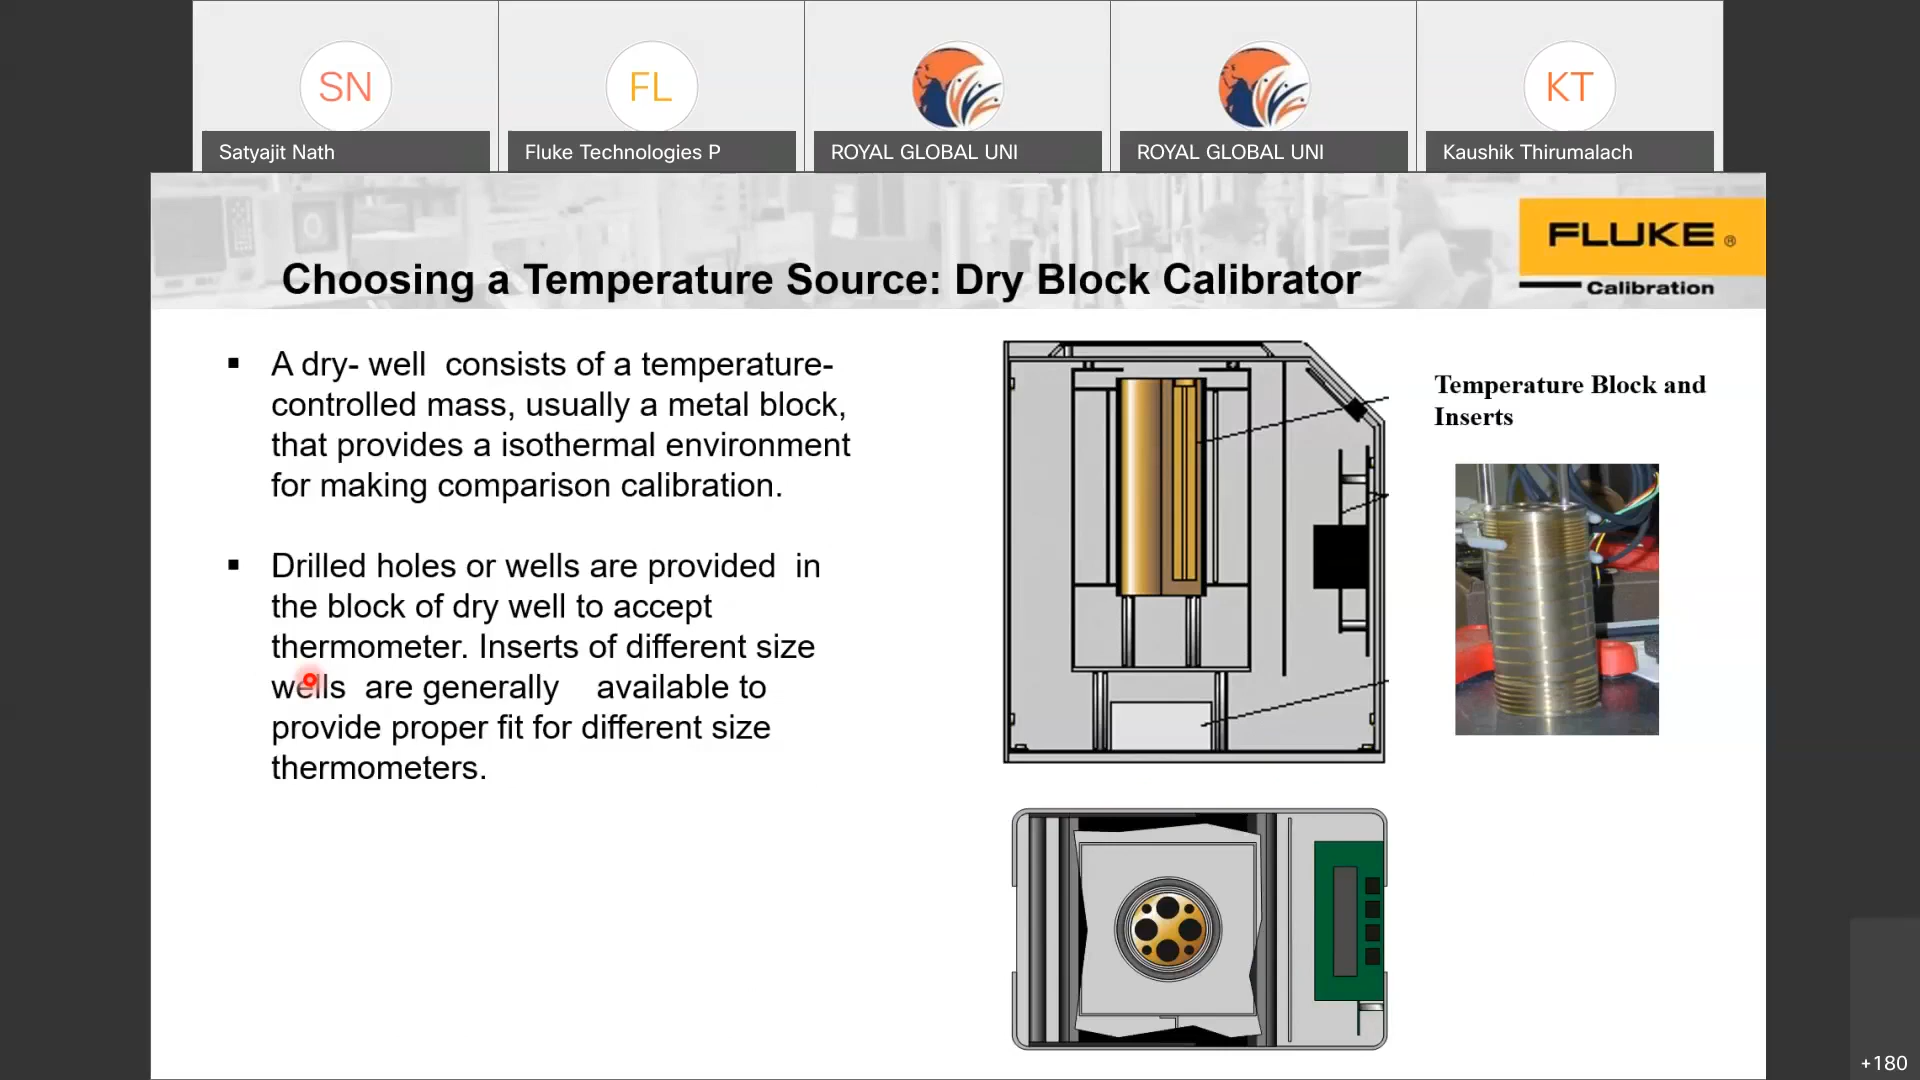 SN
FL
KT
Satyajit Nath
Fluke Technologies P
ROYAL GLOBAL UNI
ROYAL GLOBAL UNI
Kaushik Thirumalach
FLUKE ®
Calibration
Choosing a Temperature Source: Dry Block Calibrator
▪ A dry- well consists of a temperature-
controlled mass, usually a metal block,
that provides a isothermal environment
for making comparison calibration.
▪ Drilled holes or wells are provided in
the block of dry well to accept
thermometer. Inserts of different size
wells are generally available to
provide proper fit for different size
thermometers.
Temperature Block and
Inserts
+180